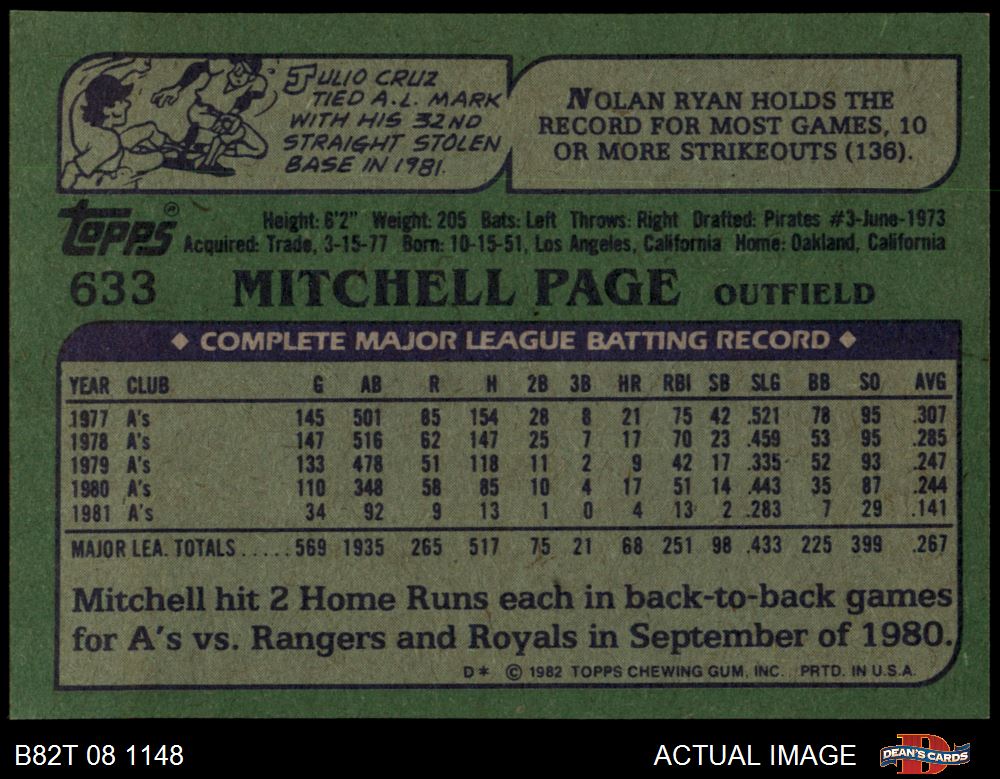 JULIO CRUZ
TIED A.L. MARK
WITH HIS 32ND
STRAIGHT STOLEN
BASE IN 1981.
NOLAN RYAN HOLDS THE
RECORD FOR MOST GAMES, 10
OR MORE STRIKEOUTS (136).
Topps® Height: 6'2" Weight: 205 Bats: Left Throws: Right Drafted: Pirates #3-June-1973
Acquired: Trade, 3-15-77 Born: 10-15-51, Los Angeles, California Home: Oakland, California
633 MITCHELL PAGE OUTFIELD
◆ COMPLETE MAJOR LEAGUE BATTING RECORD ◆
YEAR CLUB G AB R H 2B 3B HR RBI SB SLG BB SO AVG
1977 A's 145 501 85 154 28 8 21 75 42 .521 78 95 .307
1978 A's 147 516 62 147 25 7 17 70 23 .459 53 95 .285
1979 A's 133 478 51 118 11 2 9 42 17 .335 52 93 .247
1980 A's 110 348 58 85 10 4 17 51 14 .443 35 87 .244
1981 A's 34 92 9 13 1 0 4 13 2 .283 7 29 .141
MAJOR LEA. TOTALS.....569 1935 265 517 75 21 68 251 98 .433 225 399 .267
Mitchell hit 2 Home Runs each in back-to-back games
for A's vs. Rangers and Royals in September of 1980.
D* © 1982 TOPPS CHEWING GUM, INC. PRTD. IN U.S.A.
B82T 08 1148 ACTUAL IMAGE DEAN'S CARDS